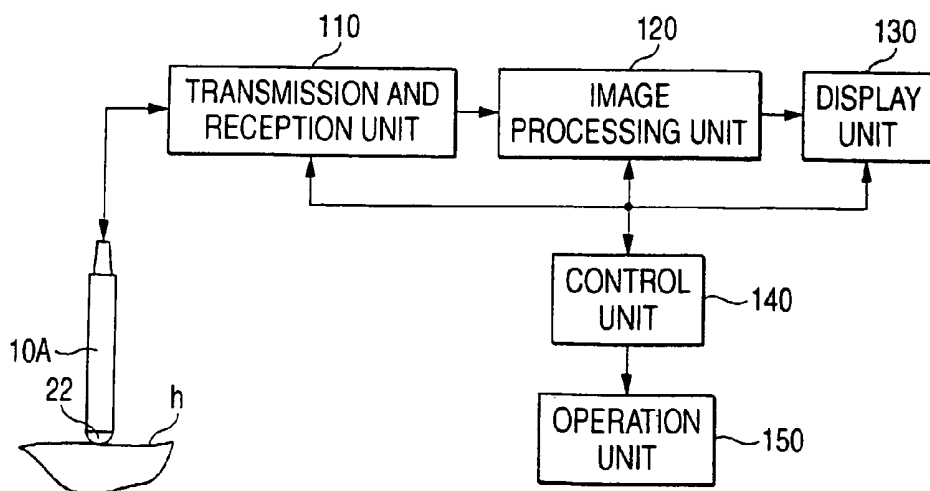 110
120
130
TRANSMISSION AND
RECEPTION UNIT
IMAGE
PROCESSING UNIT
DISPLAY
UNIT
CONTROL
UNIT
140
10A
22
h
OPERATION
UNIT
150